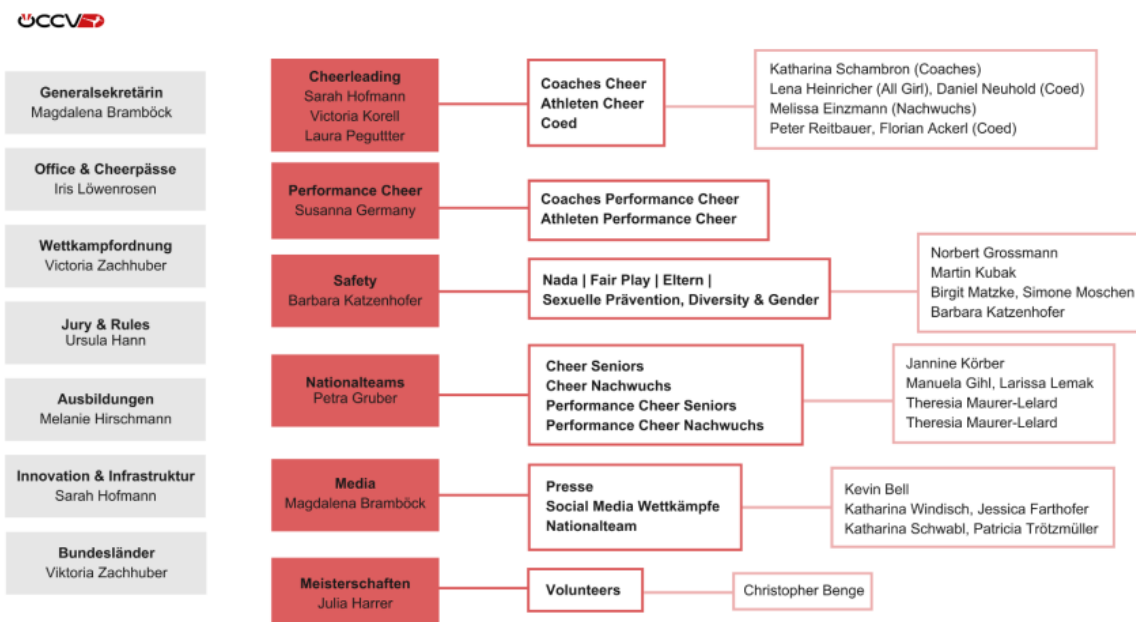 ÖCCV
Generalsekretärin
Magdalena Bramböck
Office & Cheerpässe
Iris Löwenrosen
Wettkampfordnung
Victoria Zachhuber
Jury & Rules
Ursula Hann
Ausbildungen
Melanie Hirschmann
Innovation & Infrastruktur
Sarah Hofmann
Bundesländer
Viktoria Zachhuber
Cheerleading
Sarah Hofmann
Victoria Korell
Laura Peguttter
Coaches Cheer
Athleten Cheer
Coed
Katharina Schambron (Coaches)
Lena Heinricher (All Girl), Daniel Neuhold (Coed)
Melissa Einzmann (Nachwuchs)
Peter Reitbauer, Florian Ackerl (Coed)
Performance Cheer
Susanna Germany
Coaches Performance Cheer
Athleten Performance Cheer
Safety
Barbara Katzenhofer
Nada | Fair Play | Eltern |
Sexuelle Prävention, Diversity & Gender
Norbert Grossmann
Martin Kubak
Birgit Matzke, Simone Moschen
Barbara Katzenhofer
Nationalteams
Petra Gruber
Cheer Seniors
Cheer Nachwuchs
Performance Cheer Seniors
Performance Cheer Nachwuchs
Jannine Körber
Manuela Gihl, Larissa Lemak
Theresia Maurer-Lelard
Theresia Maurer-Lelard
Media
Magdalena Bramböck
Presse
Social Media Wettkämpfe
Nationalteam
Kevin Bell
Katharina Windisch, Jessica Farthofer
Katharina Schwabl, Patricia Trötzmüller
Meisterschaften
Julia Harrer
Volunteers
Christopher Benge